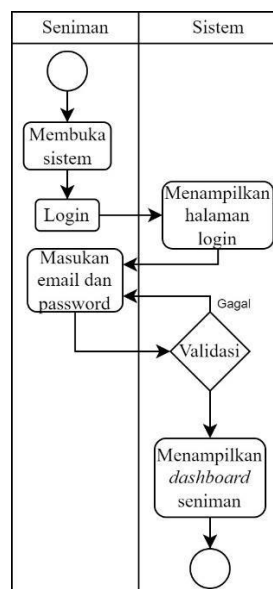 Seniman
Sistem
Membuka
sistem
Login
Menampilkan
halaman
login
Masukan
email dan
password
Gagal
Validasi
Menampilkan
dashboard
seniman